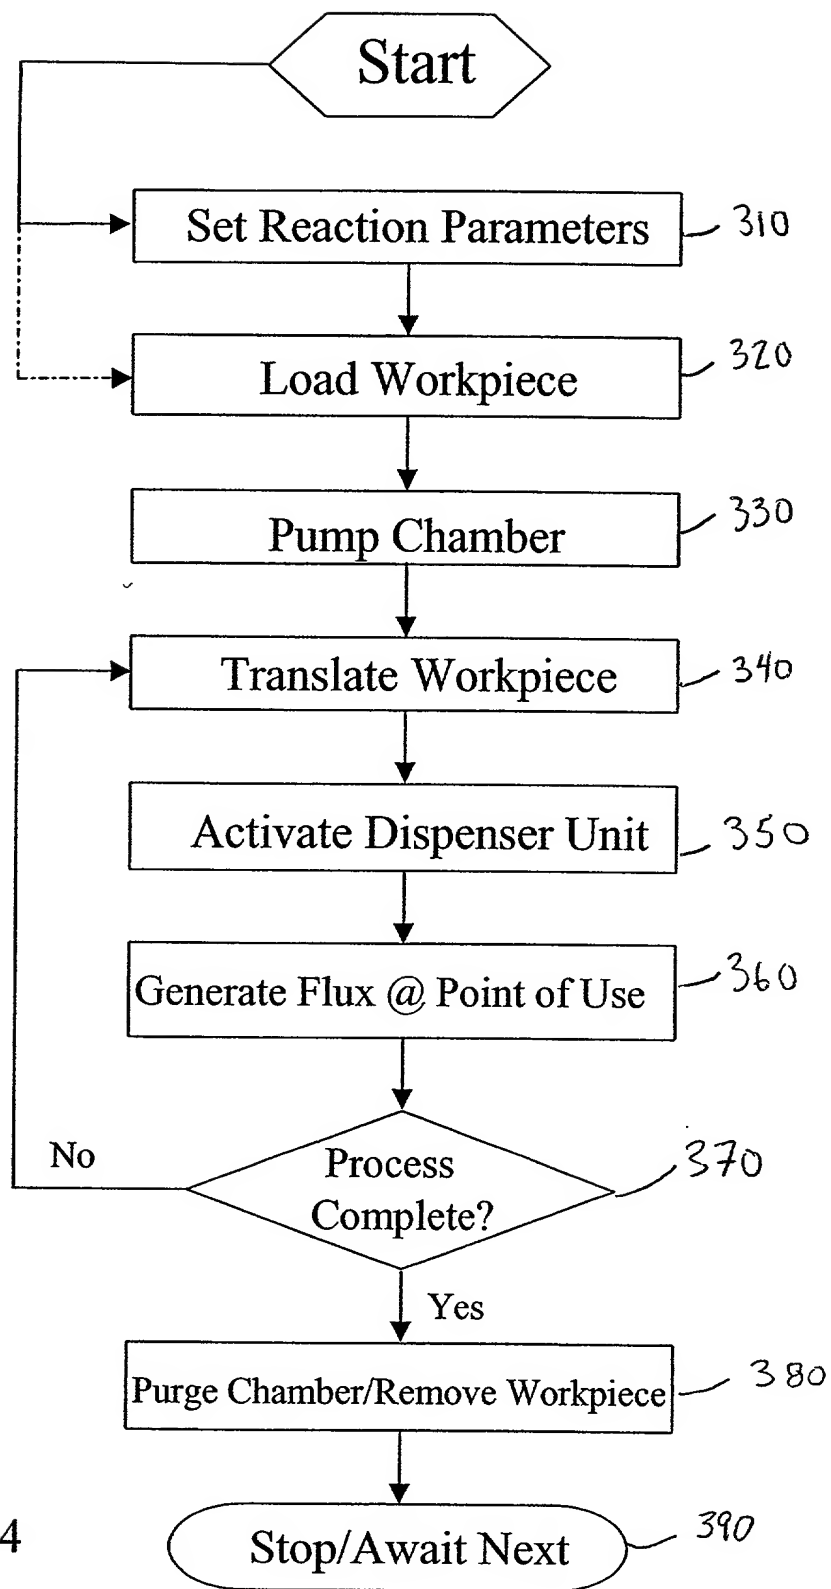 Start
Set Reaction Parameters 310
Load Workpiece 320
Pump Chamber 330
Translate Workpiece 340
Activate Dispenser Unit 350
Generate Flux @ Point of Use 360
No
Process
Complete?
370
Yes
Purge Chamber/Remove Workpiece 380
4
Stop/Await Next 390